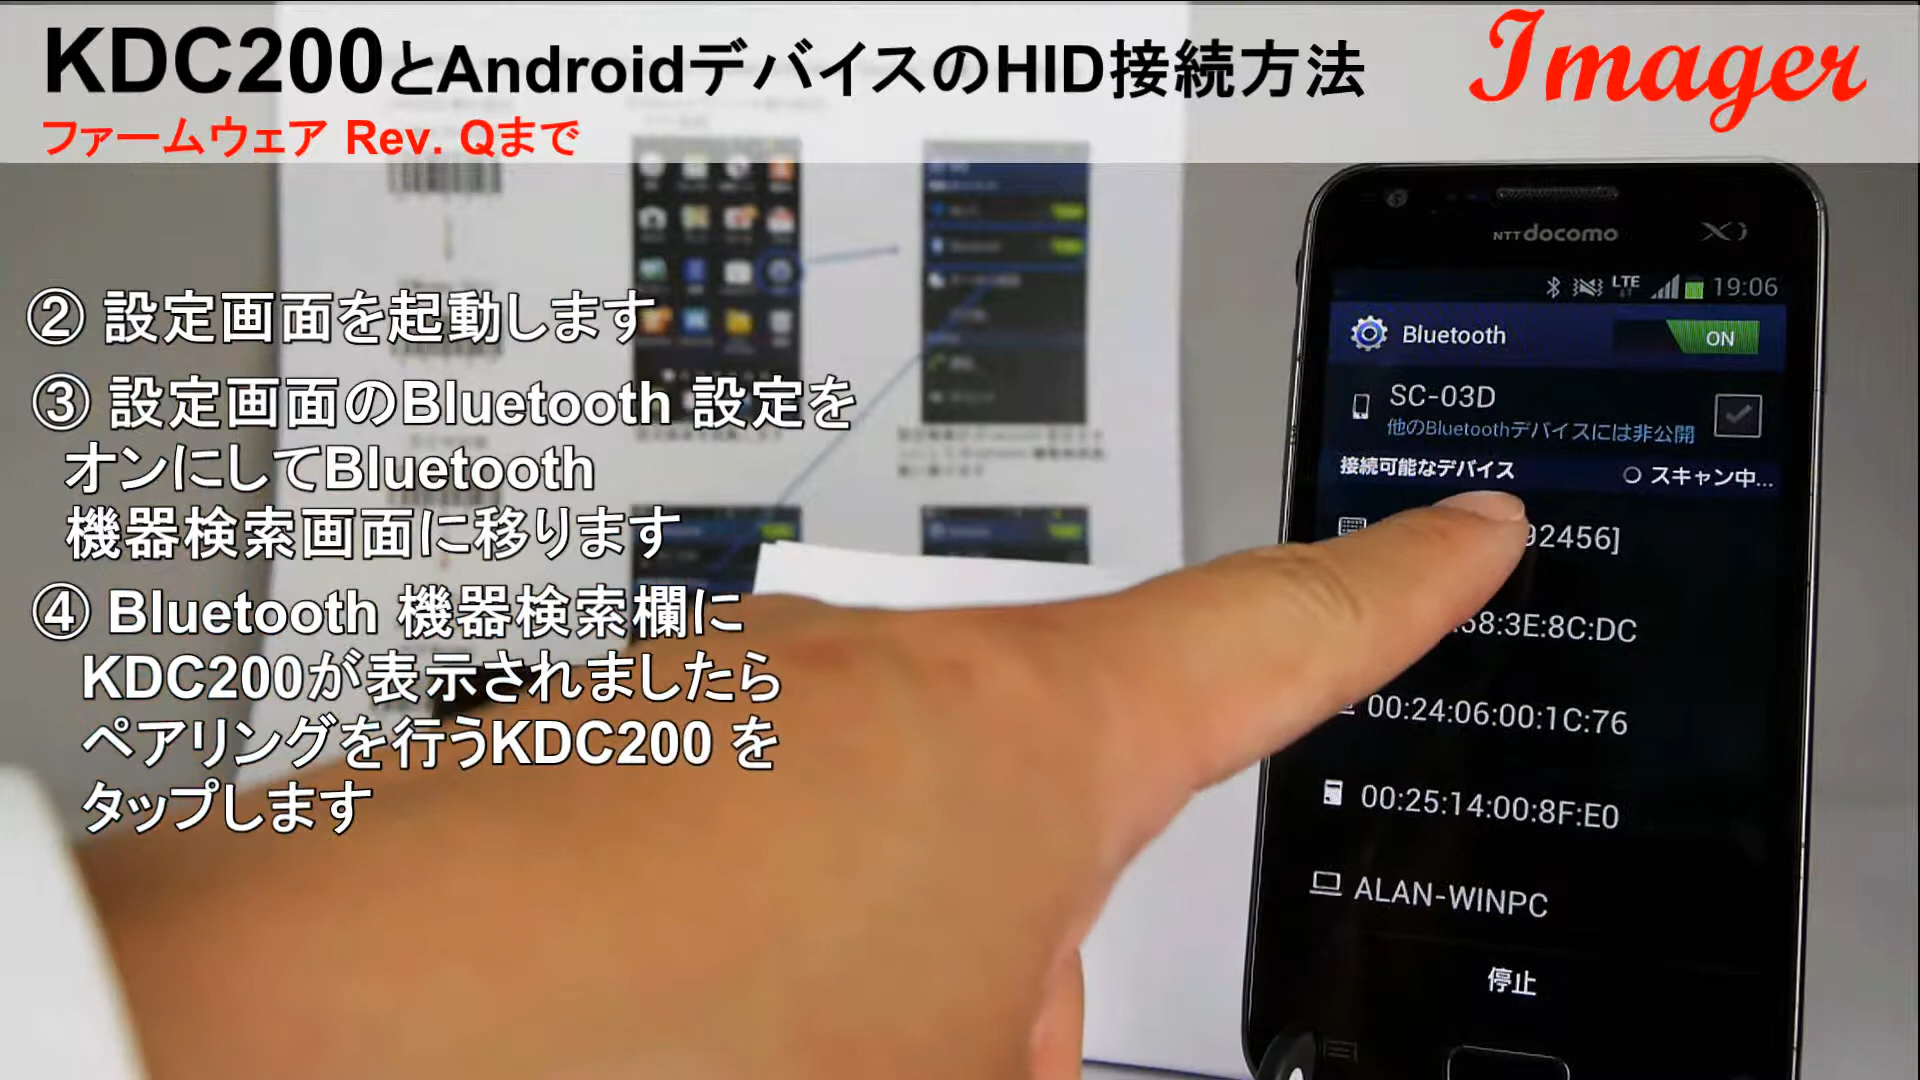 KDC200とAndroidデバイスのHID接続方法
Imager
ファームウェア Rev. Qまで
② 設定画面を起動します
③ 設定画面のBluetooth 設定を
オンにしてBluetooth
機器検索画面に移ります
④ Bluetooth 機器検索欄に
KDC200が表示されましたら
ペアリングを行うKDC200 を
タップします
NTT docomo Xi
LTE 19:06
Bluetooth ON
SC-03D
他のBluetoothデバイスには非公開
接続可能なデバイス スキャン中...
92456]
:3E:8C:DC
00:24:06:00:1C:76
00:25:14:00:8F:E0
ALAN-WINPC
停止